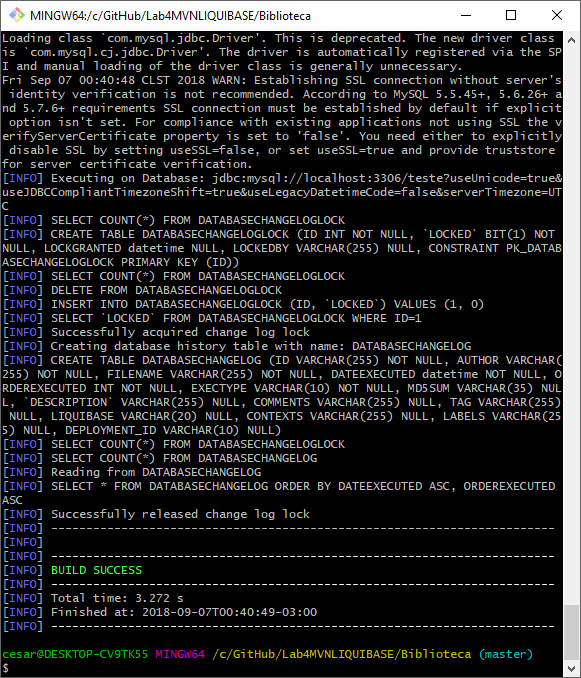 MINGW64:/c/GitHub/Lab4MVNLIQUIBASE/Biblioteca
Loading class `com.mysql.jdbc.Driver'. This is deprecated. The new driver class
is `com.mysql.cj.jdbc.Driver'. The driver is automatically registered via the SP
I and manual loading of the driver class is generally unnecessary.
Fri Sep 07 00:40:48 CLST 2018 WARN: Establishing SSL connection without server's
 identity verification is not recommended. According to MySQL 5.5.45+, 5.6.26+ a
nd 5.7.6+ requirements SSL connection must be established by default if explicit
 option isn't set. For compliance with existing applications not using SSL the v
erifyServerCertificate property is set to 'false'. You need either to explicitly
 disable SSL by setting useSSL=false, or set useSSL=true and provide truststore
for server certificate verification.
[INFO] Executing on Database: jdbc:mysql://localhost:3306/teste?useUnicode=true&
useJDBCCompliantTimezoneShift=true&useLegacyDatetimeCode=false&serverTimezone=UT
C
[INFO] SELECT COUNT(*) FROM DATABASECHANGELOGLOCK
[INFO] CREATE TABLE DATABASECHANGELOGLOCK (ID INT NOT NULL, `LOCKED` BIT(1) NOT
NULL, LOCKGRANTED datetime NULL, LOCKEDBY VARCHAR(255) NULL, CONSTRAINT PK_DATAB
ASECHANGELOGLOCK PRIMARY KEY (ID))
[INFO] SELECT COUNT(*) FROM DATABASECHANGELOGLOCK
[INFO] DELETE FROM DATABASECHANGELOGLOCK
[INFO] INSERT INTO DATABASECHANGELOGLOCK (ID, `LOCKED`) VALUES (1, 0)
[INFO] SELECT `LOCKED` FROM DATABASECHANGELOGLOCK WHERE ID=1
[INFO] Successfully acquired change log lock
[INFO] Creating database history table with name: DATABASECHANGELOG
[INFO] CREATE TABLE DATABASECHANGELOG (ID VARCHAR(255) NOT NULL, AUTHOR VARCHAR(
255) NOT NULL, FILENAME VARCHAR(255) NOT NULL, DATEEXECUTED datetime NOT NULL, O
RDEREXECUTED INT NOT NULL, EXECTYPE VARCHAR(10) NOT NULL, MD5SUM VARCHAR(35) NUL
L, `DESCRIPTION` VARCHAR(255) NULL, COMMENTS VARCHAR(255) NULL, TAG VARCHAR(255)
 NULL, LIQUIBASE VARCHAR(20) NULL, CONTEXTS VARCHAR(255) NULL, LABELS VARCHAR(25
5) NULL, DEPLOYMENT_ID VARCHAR(10) NULL)
[INFO] SELECT COUNT(*) FROM DATABASECHANGELOGLOCK
[INFO] SELECT COUNT(*) FROM DATABASECHANGELOG
[INFO] Reading from DATABASECHANGELOG
[INFO] SELECT * FROM DATABASECHANGELOG ORDER BY DATEEXECUTED ASC, ORDEREXECUTED
ASC
[INFO] Successfully released change log lock
[INFO] ------------------------------------------------------------------------
[INFO]
[INFO] ------------------------------------------------------------------------
[INFO] BUILD SUCCESS
[INFO] ------------------------------------------------------------------------
[INFO] Total time: 3.272 s
[INFO] Finished at: 2018-09-07T00:40:49-03:00
[INFO] ------------------------------------------------------------------------
cesar@DESKTOP-CV9TK55 MINGW64 /c/GitHub/Lab4MVNLIQUIBASE/Biblioteca (master)
$